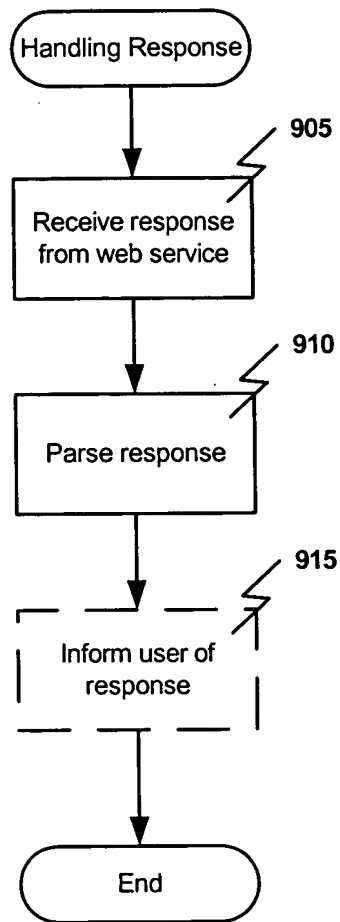 Handling Response
905
Receive response
from web service
910
Parse response
915
Inform user of
response
End